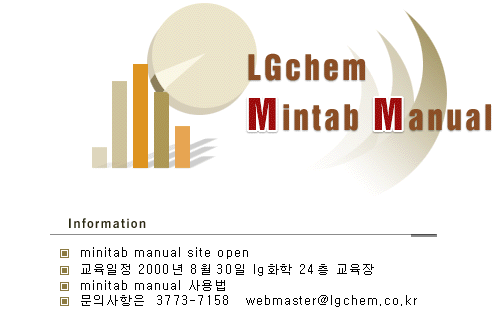 LGchem
Mintab Manual
Information
minitab manual site open
교육일정 2000년 8월 30일 lg화학 24층 교육장
minitab manual 사용법
문의사항은 3773-7158 webmaster@lgchem.co.kr